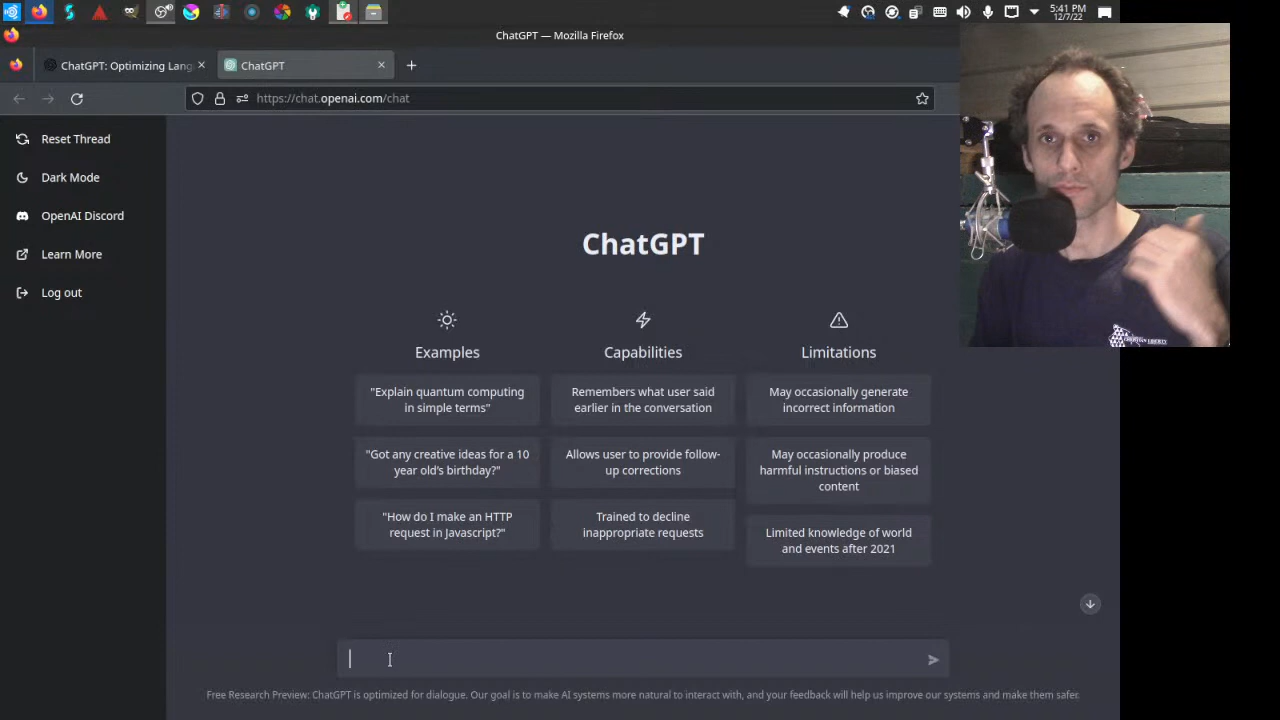 5:41 PM
12/7/22
ChatGPT — Mozilla Firefox
ChatGPT: Optimizing Lang
ChatGPT
https://chat.openai.com/chat
Reset Thread
Dark Mode
OpenAI Discord
Learn More
Log out
ChatGPT
Examples
"Explain quantum computing
in simple terms"
"Got any creative ideas for a 10
year old's birthday?"
"How do I make an HTTP
request in Javascript?"
Capabilities
Remembers what user said
earlier in the conversation
Allows user to provide follow-
up corrections
Trained to decline
inappropriate requests
Limitations
May occasionally generate
incorrect information
May occasionally produce
harmful instructions or biased
content
Limited knowledge of world
and events after 2021
Free Research Preview: ChatGPT is optimized for dialogue. Our goal is to make AI systems more natural to interact with, and your feedback will help us improve our systems and make them safer.